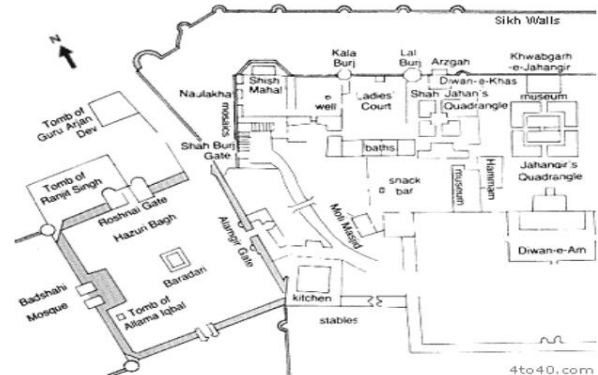 Sikh Walls
N
Kala
Burj
Lal
Burj
Arzgah
Khwabgarh
-e-Jahangir
Naulakha
Shish
Mahal
well
Ladies'
Court
Diwan-e-Khas
Shah Jahan's
Quadrangle
museum
Tomb of
Guru Arjan
Dev
mosaics
Shah Burj
Gate
baths
snack
bar
museum
Hammam
Jahangir's
Quadrangle
Tomb of
Ranjit Singh
Roshnai Gate
Hazuri Bagh
Alamgir Gate
Moti Masjid
Diwan-e-Am
Badshahi
Mosque
Baradari
Tomb of
Allama Iqbal
kitchen
stables
4to40.com